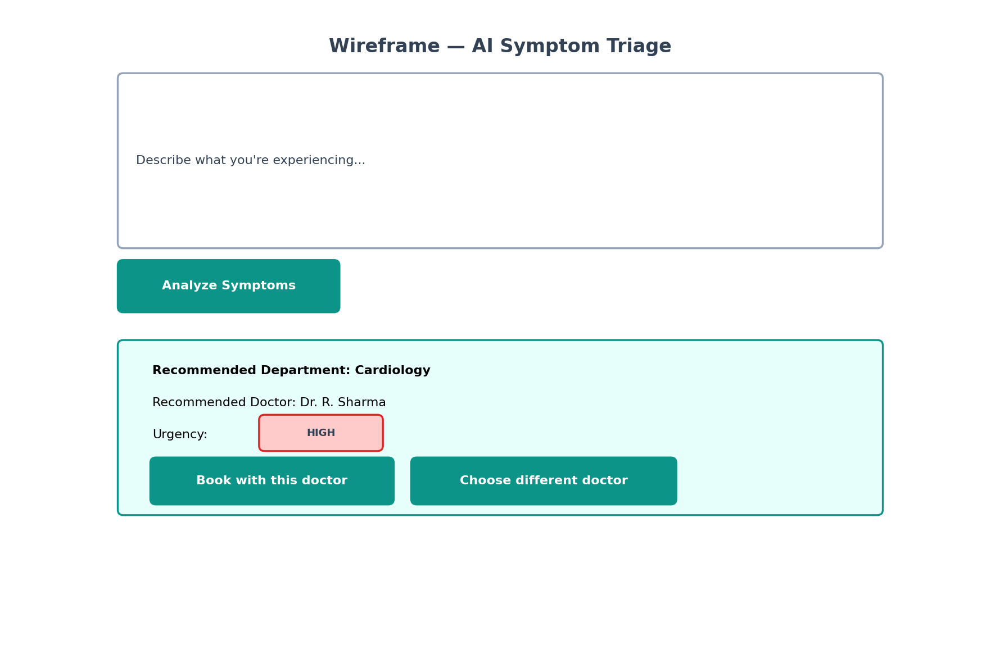 Wireframe — AI Symptom Triage
Describe what you're experiencing...
Analyze Symptoms
Recommended Department: Cardiology
Recommended Doctor: Dr. R. Sharma
Urgency: HIGH
Book with this doctor Choose different doctor